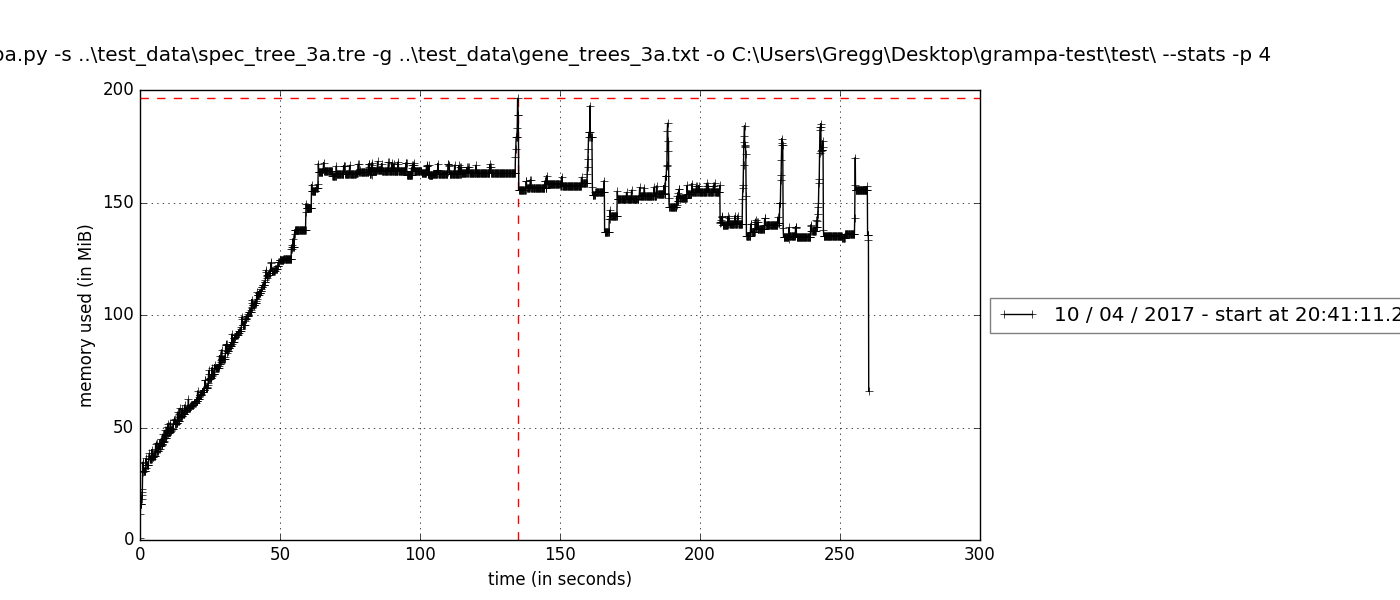 pa.py -s ..\test_data\spec_tree_3a.tre -g ..\test_data\gene_trees_3a.txt -o C:\Users\Gregg\Desktop\grampa-test\test\ --stats -p 4
200
150
100
50
0
memory used (in MiB)
0 50 100 150 200 250 300
time (in seconds)
10 / 04 / 2017 - start at 20:41:11.2